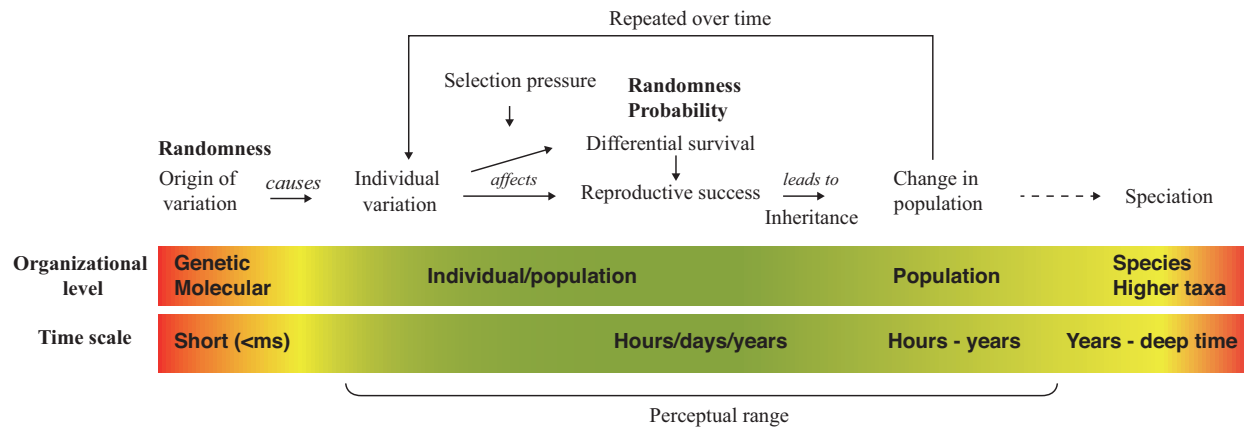 Repeated over time
Selection pressure
Randomness
Probability
Randomness
Origin of
variation
causes
Individual
variation
affects
Differential survival
Reproductive success
leads to
Inheritance
Change in
population
Speciation
Organizational
level
Genetic
Molecular
Individual/population
Population
Species
Higher taxa
Time scale
Short (<ms)
Hours/days/years
Hours - years
Years - deep time
Perceptual range